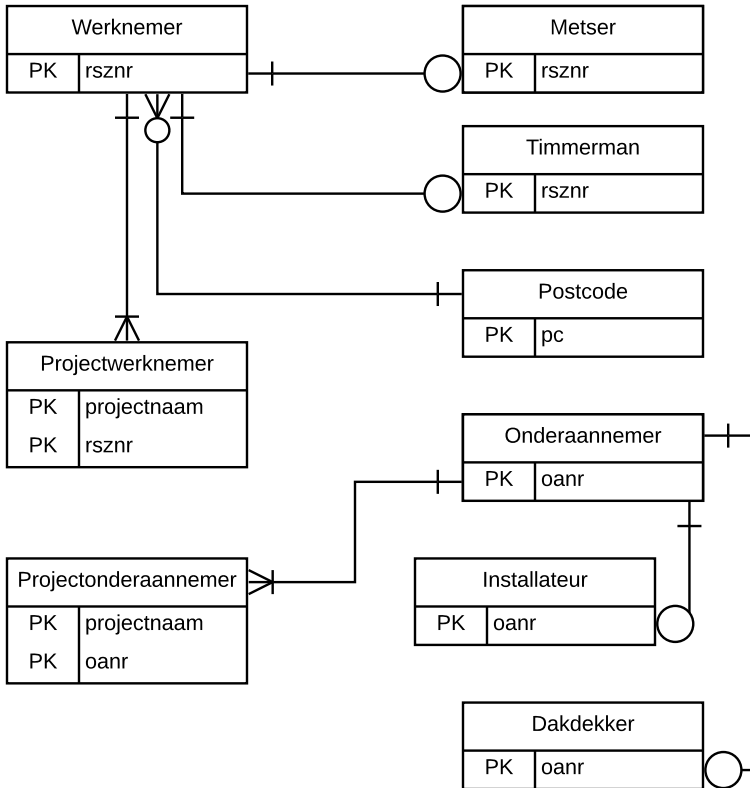 Werknemer
PK rsznr
Metser
PK rsznr
Timmerman
PK rsznr
Postcode
PK pc
Projectwerknemer
PK projectnaam
PK rsznr
Onderaannemer
PK oanr
Projectonderaannemer
PK projectnaam
PK oanr
Installateur
PK oanr
Dakdekker
PK oanr